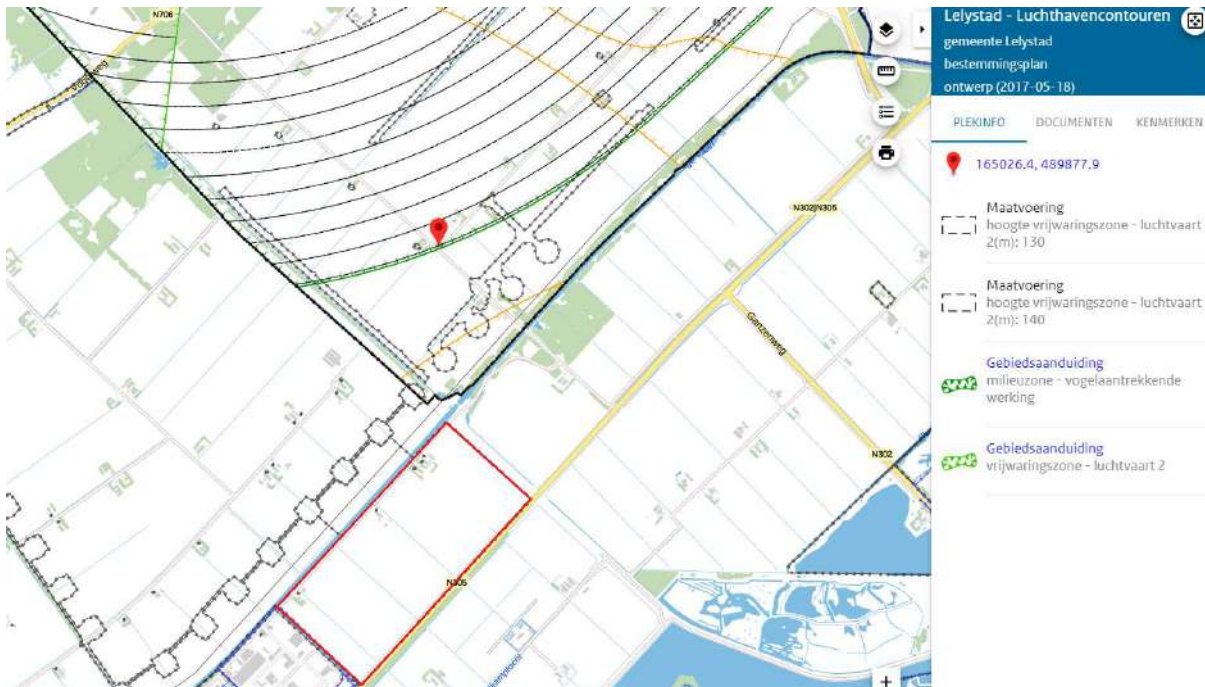 N706
Vogelweg
N302|N305
Ganzenweg
N302
N305
Lelystad - Luchthavencontouren
gemeente Lelystad
bestemmingsplan
ontwerp (2017-05-18)
PLEKINFO DOCUMENTEN KENMERKEN
165026.4, 489877.9
Maatvoering
hoogte vrijwaringszone - luchtvaart
2(m): 130
Maatvoering
hoogte vrijwaringszone - luchtvaart
2(m): 140
Gebiedsaanduiding
milieuzone - vogelaantrekkende
werking
Gebiedsaanduiding
vrijwaringszone - luchtvaart 2
+